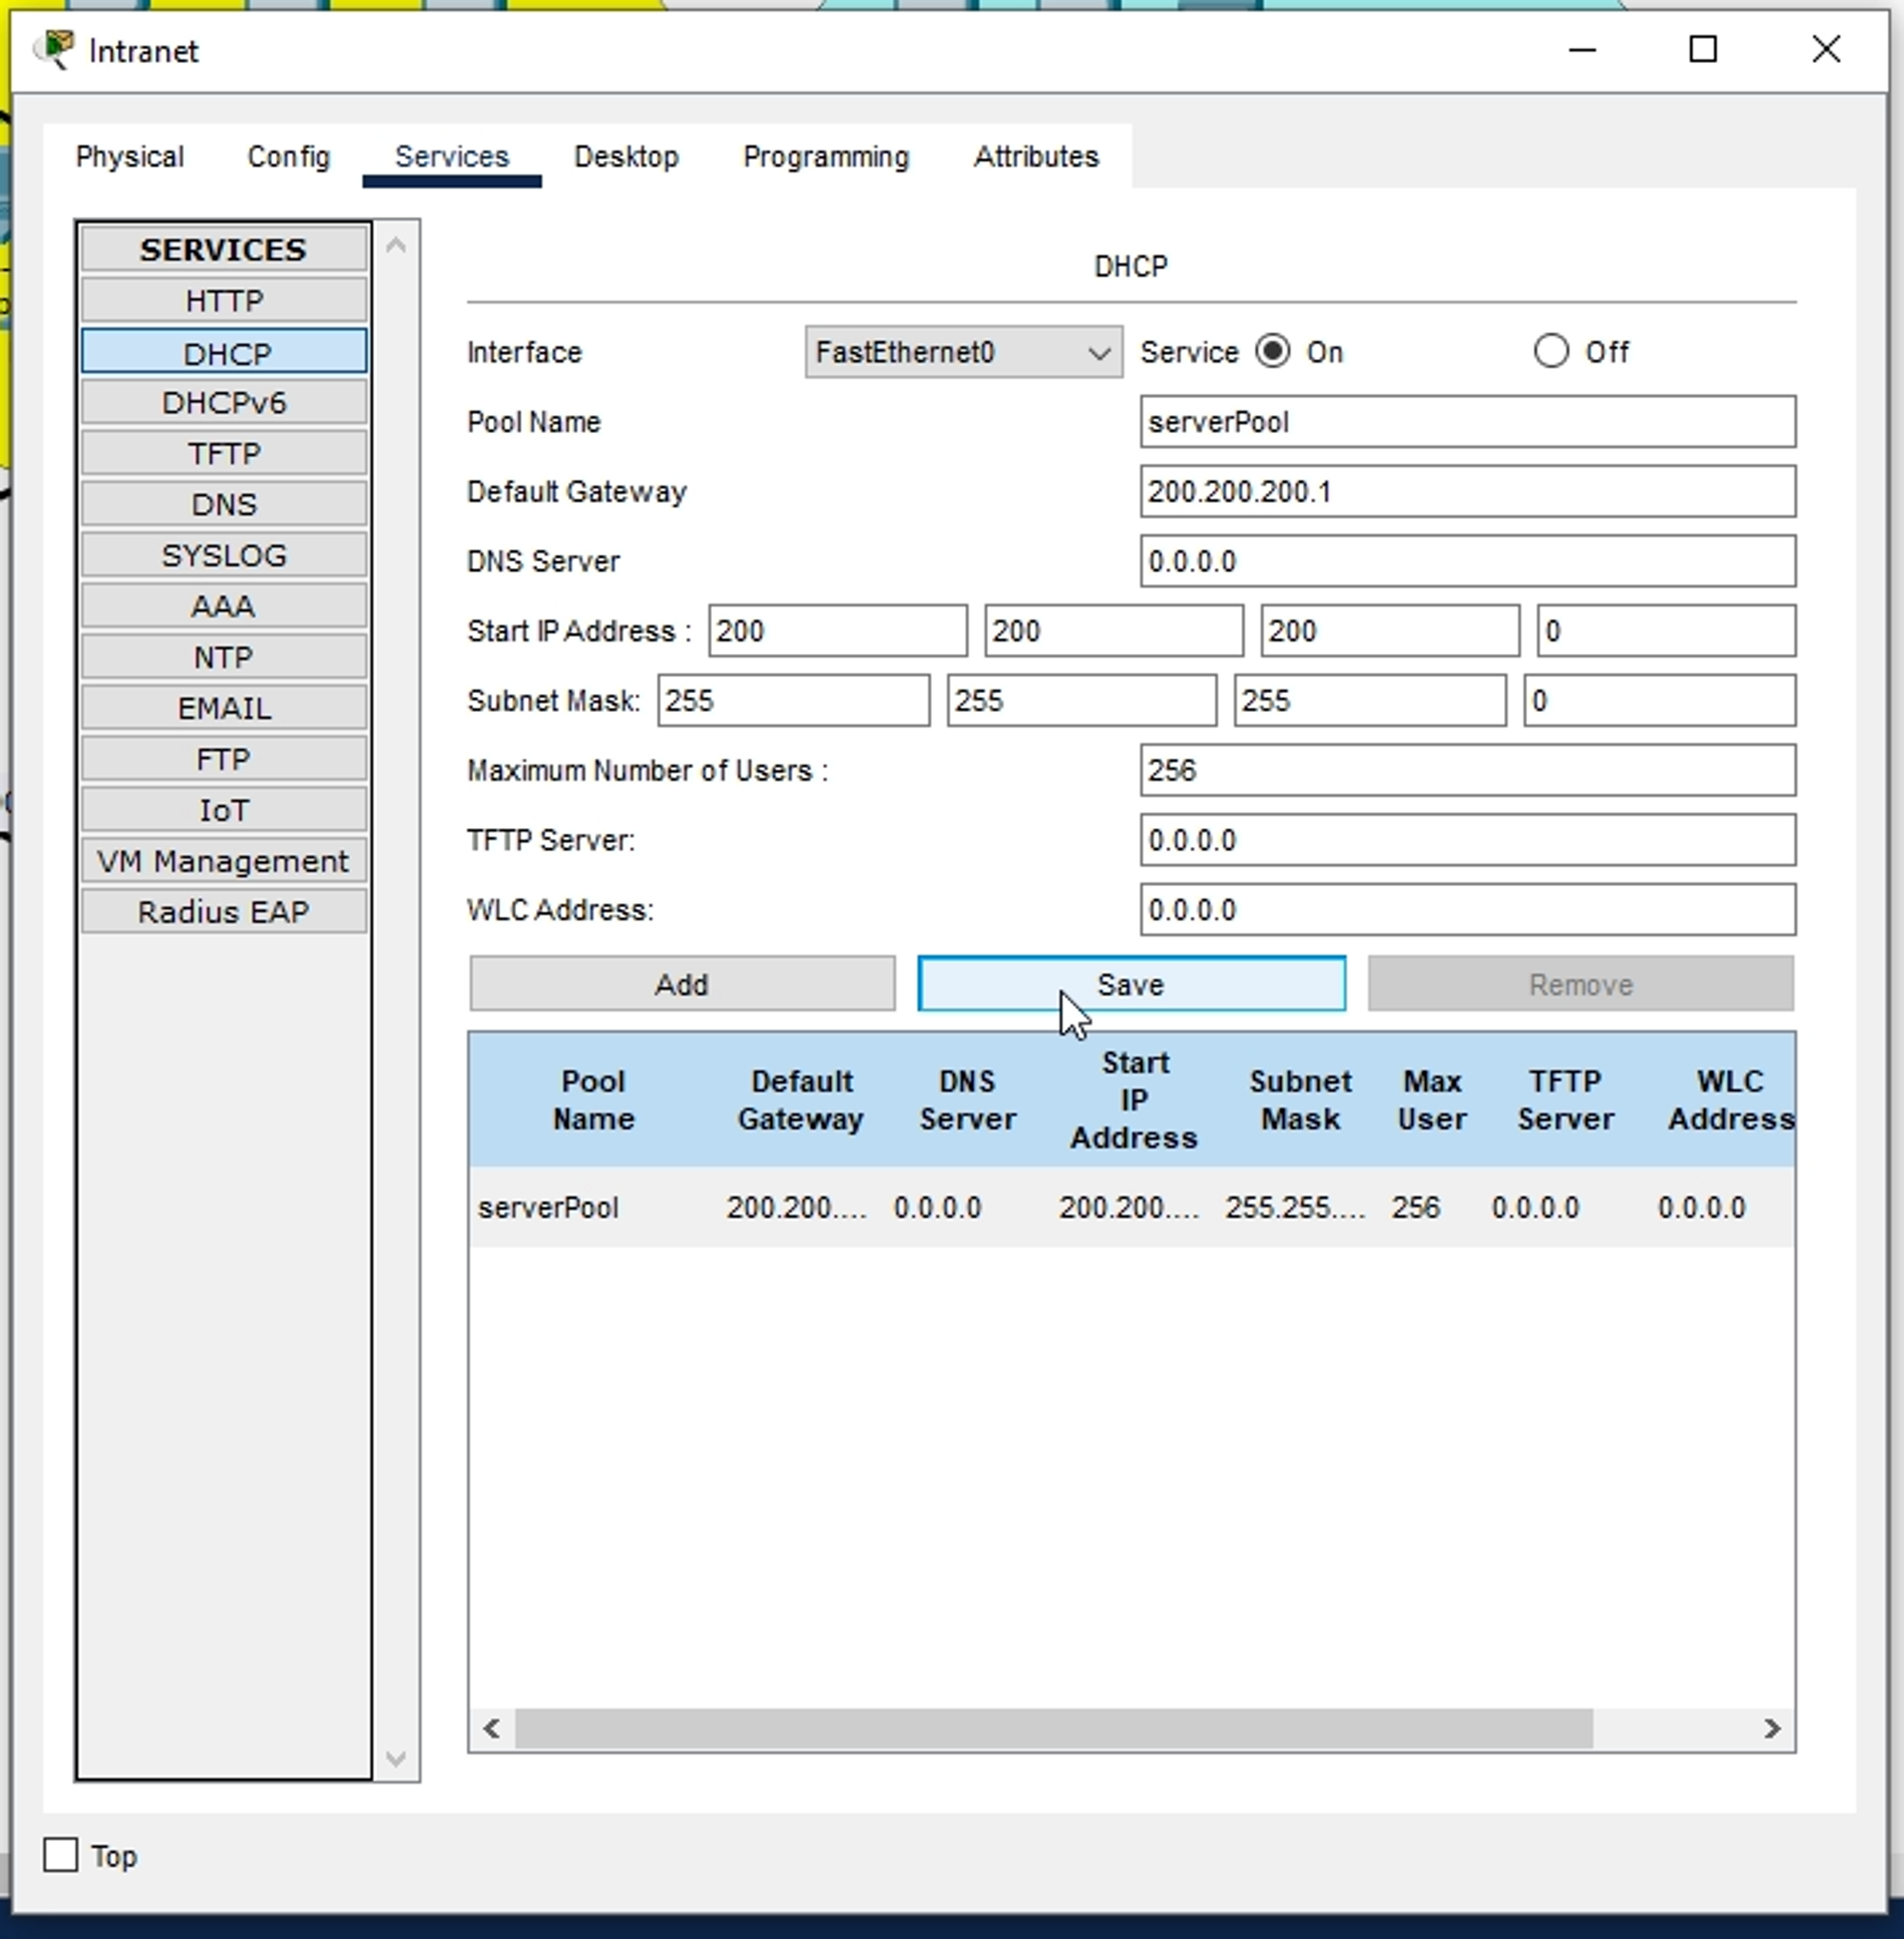 Intranet
Physical Config Services Desktop Programming Attributes
SERVICES
HTTP
DHCP
DHCPv6
TFTP
DNS
SYSLOG
AAA
NTP
EMAIL
FTP
IoT
VM Management
Radius EAP
DHCP
Interface FastEthernet0 Service On Off
Pool Name serverPool
Default Gateway 200.200.200.1
DNS Server 0.0.0.0
Start IP Address : 200 200 200 0
Subnet Mask: 255 255 255 0
Maximum Number of Users : 256
TFTP Server: 0.0.0.0
WLC Address: 0.0.0.0
Add Save Remove
Pool Name Default Gateway DNS Server Start IP Address Subnet Mask Max User TFTP Server WLC Address
serverPool 200.200.... 0.0.0.0 200.200.... 255.255.... 256 0.0.0.0 0.0.0.0
Top